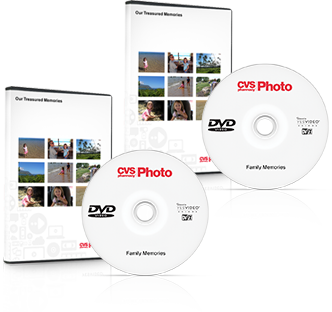 Our Treasured Memories
CVS Photo
pharmacy
DVD
VIDEO
YESVIDEO
Family Memories
Our Treasured Memories
CVS Photo
pharmacy
DVD
VIDEO
YESVIDEO
Family Memories